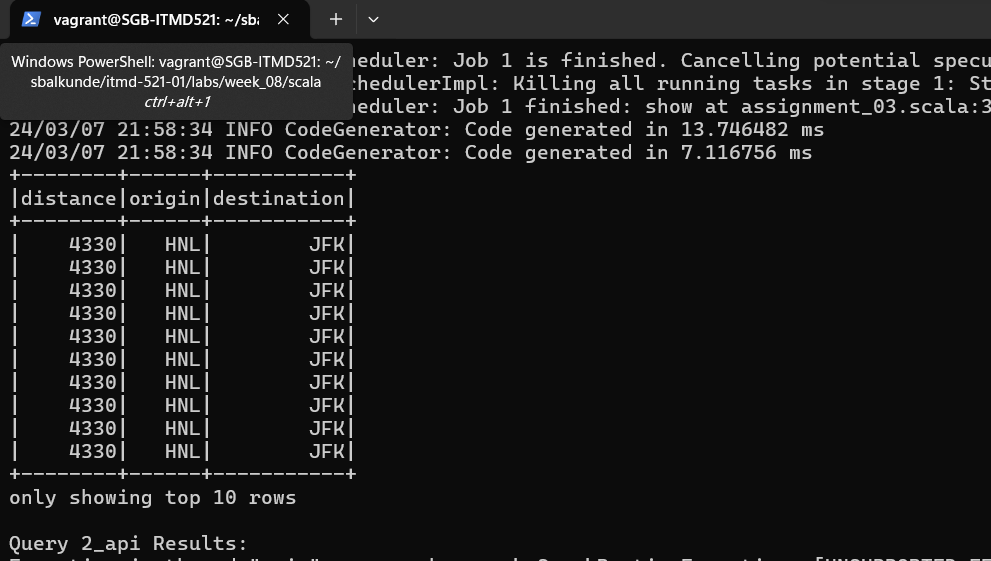 vagrant@SGB-ITMD521: ~/sba
Windows PowerShell: vagrant@SGB-ITMD521: ~/
sbalkunde/itmd-521-01/labs/week_08/scala
ctrl+alt+1
heduler: Job 1 is finished. Cancelling potential specu
chedulerImpl: Killing all running tasks in stage 1: St
heduler: Job 1 finished: show at assignment_03.scala:3
24/03/07 21:58:34 INFO CodeGenerator: Code generated in 13.746482 ms
24/03/07 21:58:34 INFO CodeGenerator: Code generated in 7.116756 ms
+--------+------+-----------+
|distance|origin|destination|
+--------+------+-----------+
|    4330|   HNL|        JFK|
|    4330|   HNL|        JFK|
|    4330|   HNL|        JFK|
|    4330|   HNL|        JFK|
|    4330|   HNL|        JFK|
|    4330|   HNL|        JFK|
|    4330|   HNL|        JFK|
|    4330|   HNL|        JFK|
|    4330|   HNL|        JFK|
|    4330|   HNL|        JFK|
+--------+------+-----------+
only showing top 10 rows
Query 2_api Results: